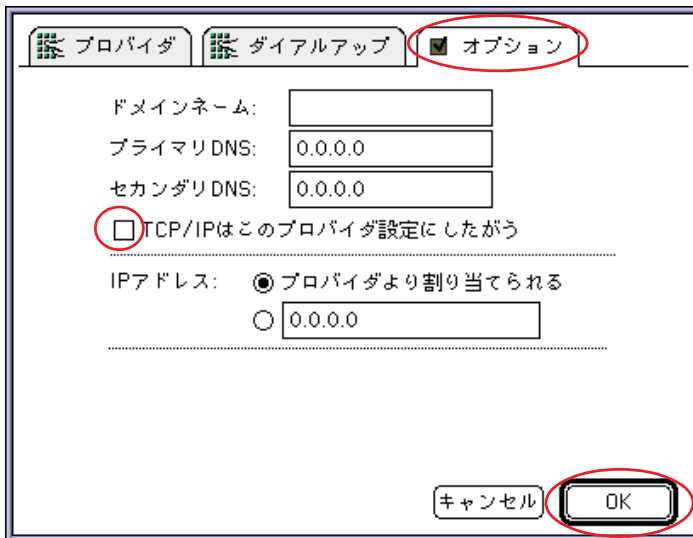 プロバイダ ダイアルアップ オプション
ドメインネーム:
プライマリDNS: 0.0.0.0
セカンダリDNS: 0.0.0.0
TCP/IPはこのプロバイダ設定にしたがう
IPアドレス: プロバイダより割り当てられる
0.0.0.0
キャンセル OK